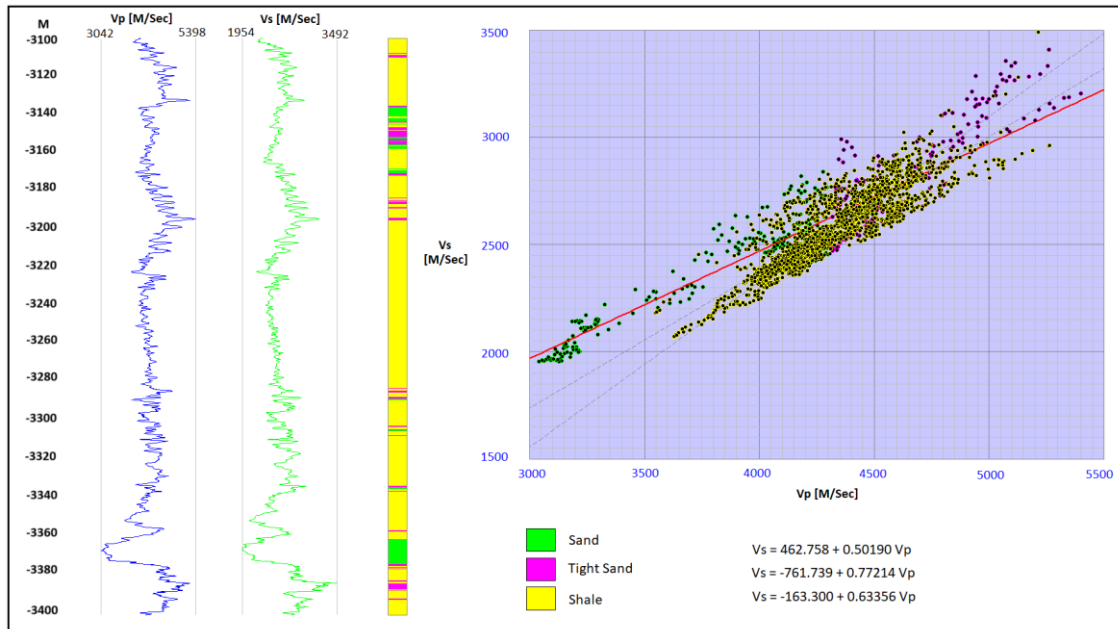 M
Vp [M/Sec]
3042 5398
Vs [M/Sec]
1954 3492
-3100
-3120
-3140
-3160
-3180
-3200
-3220
-3240
-3260
-3280
-3300
-3320
-3340
-3360
-3380
-3400
Vs
[M/Sec]
3500
3000
2500
2000
1500
3000 3500 4000 4500 5000 5500
Vp [M/Sec]
Sand
Tight Sand
Shale
Vs = 462.758 + 0.50190 Vp
Vs = -761.739 + 0.77214 Vp
Vs = -163.300 + 0.63356 Vp